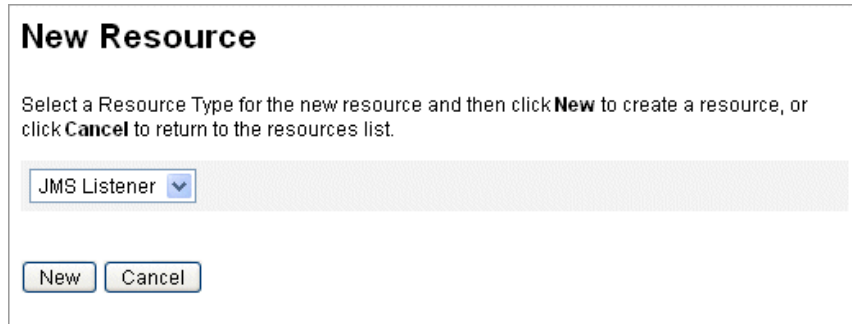 New Resource
Select a Resource Type for the new resource and then click New to create a resource, or
click Cancel to return to the resources list.
JMS Listener
New Cancel